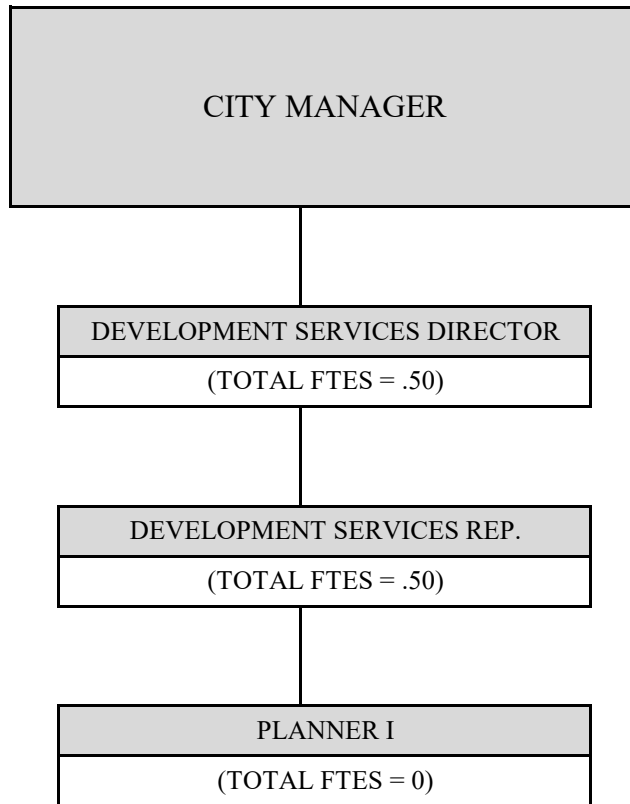 CITY MANAGER
DEVELOPMENT SERVICES DIRECTOR
(TOTAL FTES = .50)
DEVELOPMENT SERVICES REP.
(TOTAL FTES = .50)
PLANNER I
(TOTAL FTES = 0)